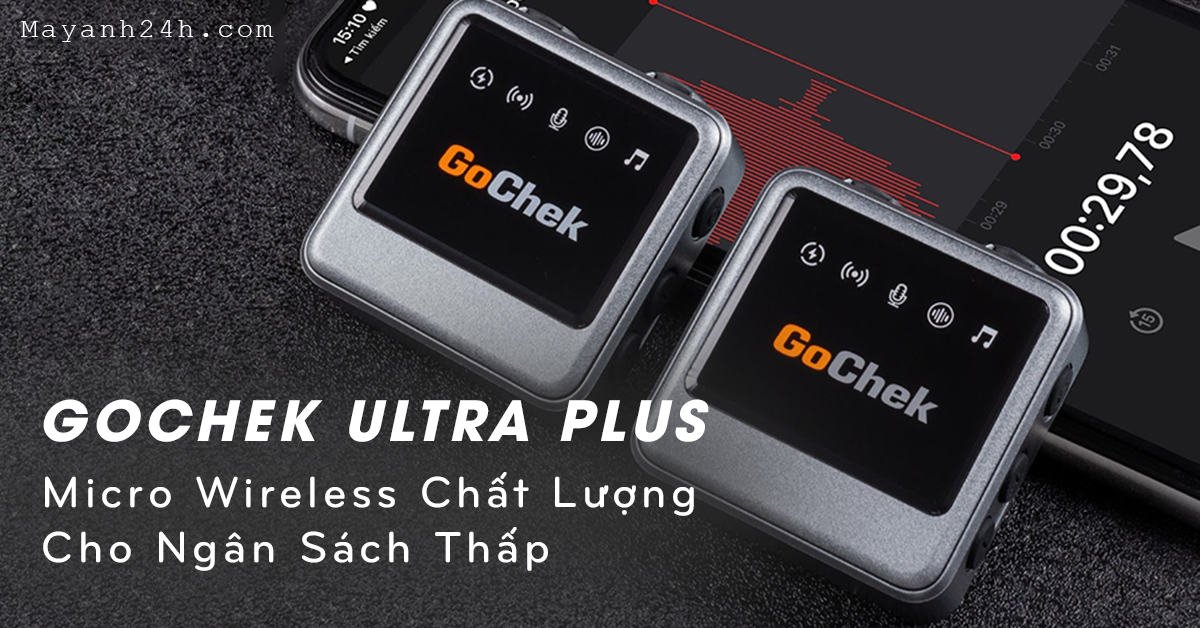 Mayanh24h.com
15:10
Tìm kiếm
GoChek
GoChek
00:31
00:30
00:29
00:29,78
15
GOCHEK ULTRA PLUS
Micro Wireless Chất Lượng
Cho Ngân Sách Thấp